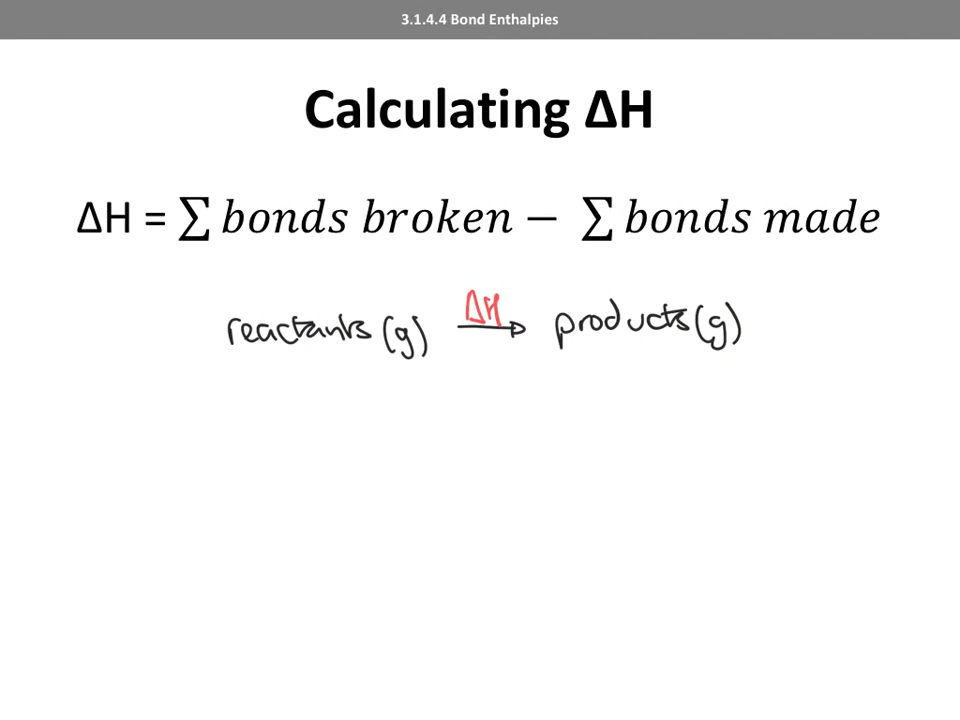 3.1.4.4 Bond Enthalpies
Calculating ΔH
ΔH = ∑ bonds broken − ∑ bonds made
reactants (g) ΔH → products (g)